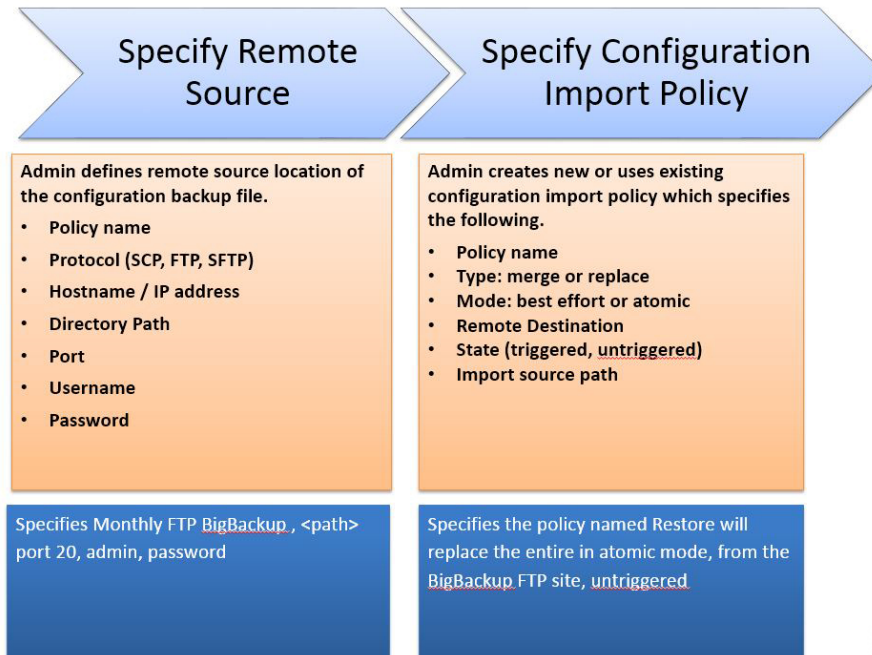 Specify Remote
Source
Specify Configuration
Import Policy
Admin defines remote source location of
the configuration backup file.
• Policy name
• Protocol (SCP, FTP, SFTP)
• Hostname / IP address
• Directory Path
• Port
• Username
• Password
Admin creates new or uses existing
configuration import policy which specifies
the following.
• Policy name
• Type: merge or replace
• Mode: best effort or atomic
• Remote Destination
• State (triggered, untriggered)
• Import source path
Specifies Monthly FTP BigBackup , <path>
port 20, admin, password
Specifies the policy named Restore will
replace the entire in atomic mode, from the
BigBackup FTP site, untriggered